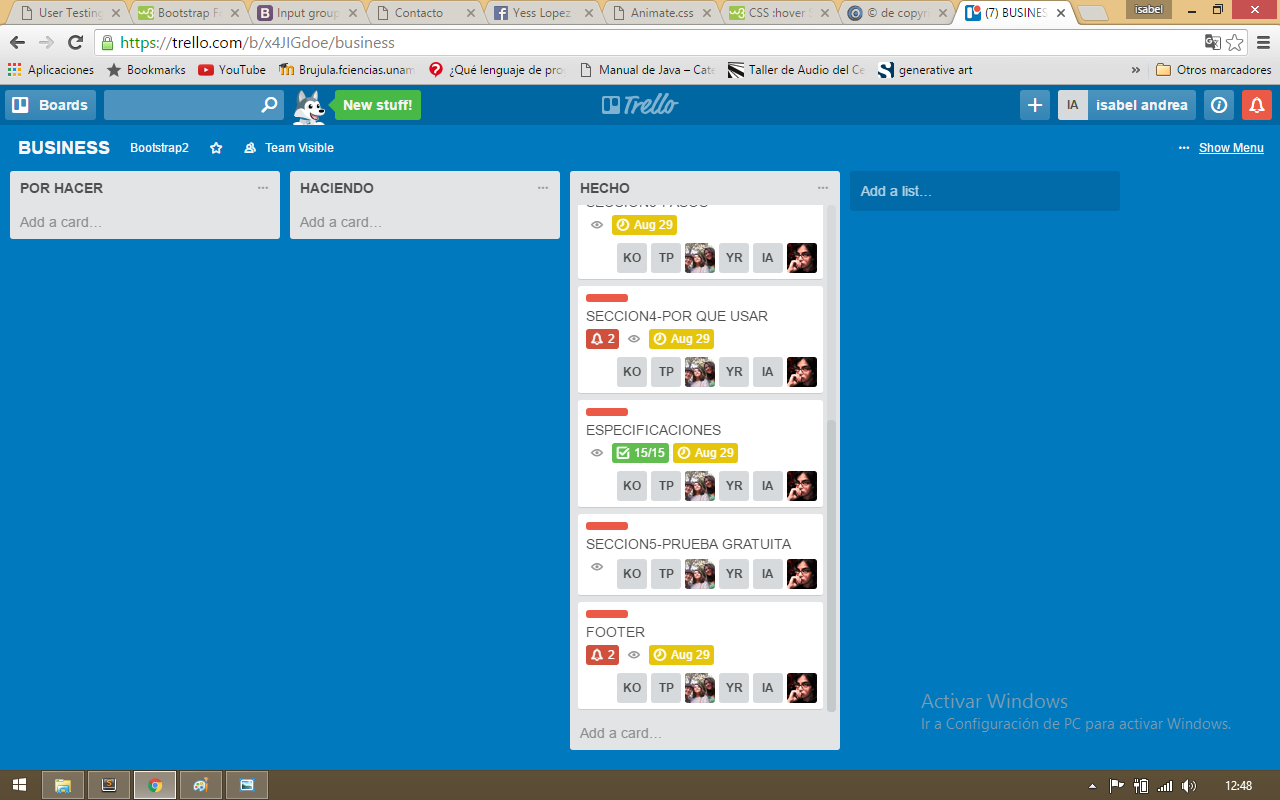 User Testing
Bootstrap F
Input group
Contacto
Yess Lopez
Animate.css
CSS :hover
© de copyr
(7) BUSINES
isabel
https://trello.com/b/x4JIGdoe/business
Aplicaciones
Bookmarks
YouTube
Brujula.fciencias.unam
¿Qué lenguaje de pro
Manual de Java – Cate
Taller de Audio del Ce
generative art
»
Otros marcadores
Boards
New stuff!
Trello
IA
isabel andrea
BUSINESS
Bootstrap2
Team Visible
Show Menu
POR HACER
Add a card…
HACIENDO
Add a card…
HECHO
Aug 29
KO TP YR IA
SECCION4-POR QUE USAR
2 Aug 29
KO TP YR IA
ESPECIFICACIONES
15/15 Aug 29
KO TP YR IA
SECCION5-PRUEBA GRATUITA
KO TP YR IA
FOOTER
2 Aug 29
KO TP YR IA
Add a card…
Add a list…
Activar Windows
Ir a Configuración de PC para activar Windows.
12:48